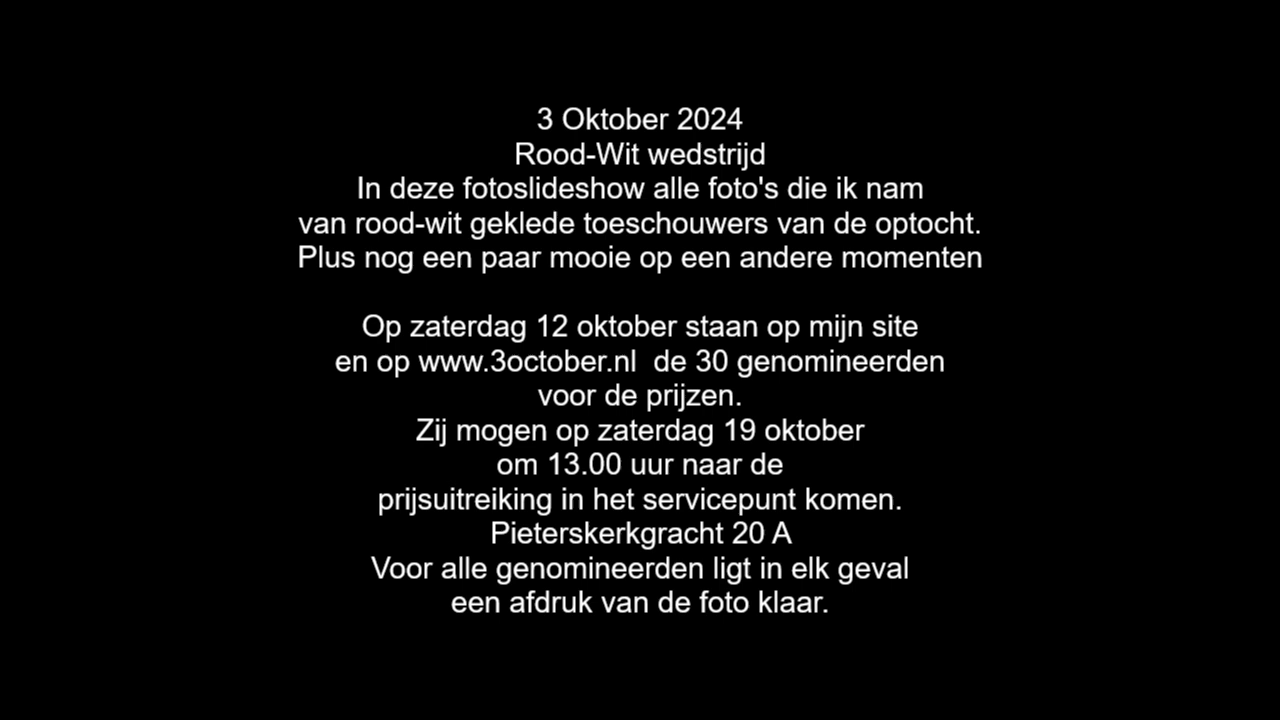 3 Oktober 2024
Rood-Wit wedstrijd
In deze fotoslideshow alle foto's die ik nam
van rood-wit geklede toeschouwers van de optocht.
Plus nog een paar mooie op een andere momenten
Op zaterdag 12 oktober staan op mijn site
en op www.3october.nl  de 30 genomineerden
voor de prijzen.
Zij mogen op zaterdag 19 oktober
om 13.00 uur naar de
prijsuitreiking in het servicepunt komen.
Pieterskerkgracht 20 A
Voor alle genomineerden ligt in elk geval
een afdruk van de foto klaar.